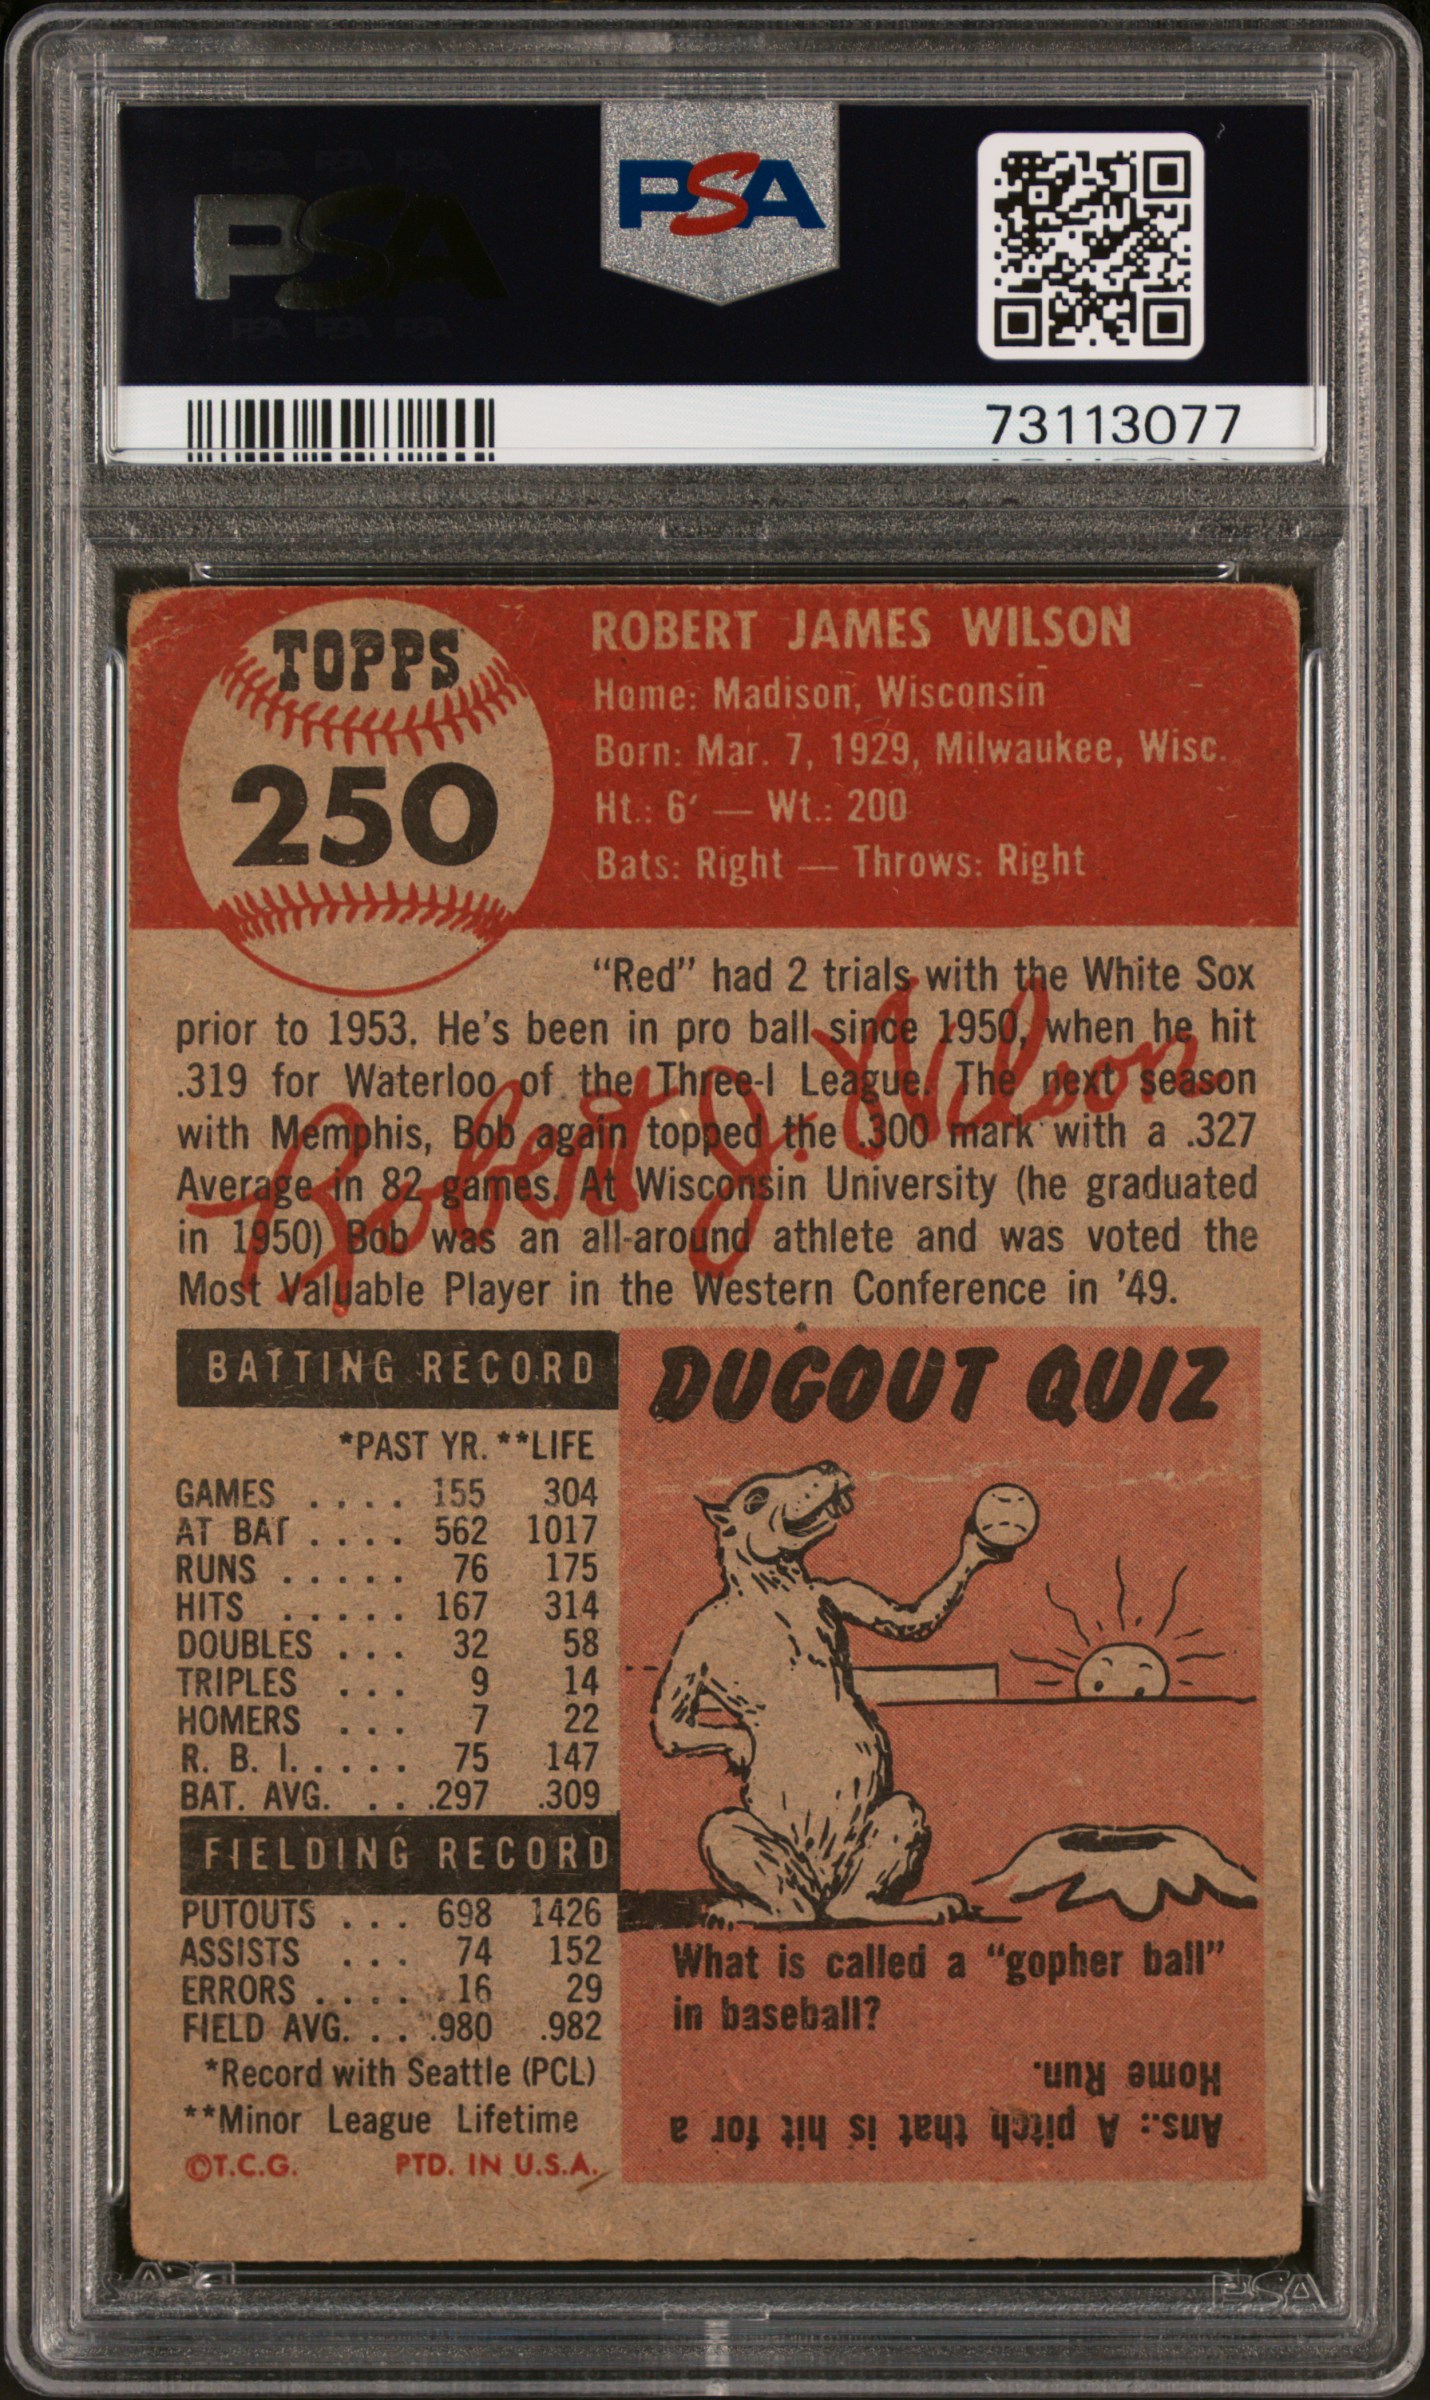 PSA PSA PSA
PSA
PSA PSA PSA
PSA
73113077
TOPPS
250
ROBERT JAMES WILSON
Home: Madison, Wisconsin
Born: Mar. 7, 1929, Milwaukee, Wisc.
Ht.: 6′ — Wt.: 200
Bats: Right — Throws: Right
“Red” had 2 trials with the White Sox
prior to 1953. He’s been in pro ball since 1950, when he hit
.319 for Waterloo of the Three-I League. The next season
with Memphis, Bob again topped the .300 mark with a .327
Average in 82 games. At Wisconsin University (he graduated
in 1950) Bob was an all-around athlete and was voted the
Most Valuable Player in the Western Conference in ’49.
Robert J. Wilson
BATTING RECORD
*PAST YR. **LIFE
GAMES .... 155 304
AT BAT .... 562 1017
RUNS ..... 76 175
HITS ..... 167 314
DOUBLES ... 32 58
TRIPLES ... 9 14
HOMERS ... 7 22
R. B. I. .... 75 147
BAT. AVG. ... .297 .309
FIELDING RECORD
PUTOUTS ... 698 1426
ASSISTS ... 74 152
ERRORS .... 16 29
FIELD AVG. ... .980 .982
*Record with Seattle (PCL)
**Minor League Lifetime
©T.C.G. PTD. IN U.S.A.
DUGOUT QUIZ
What is called a “gopher ball”
in baseball?
Ans.: A pitch that is hit for a
Home Run.
PSA